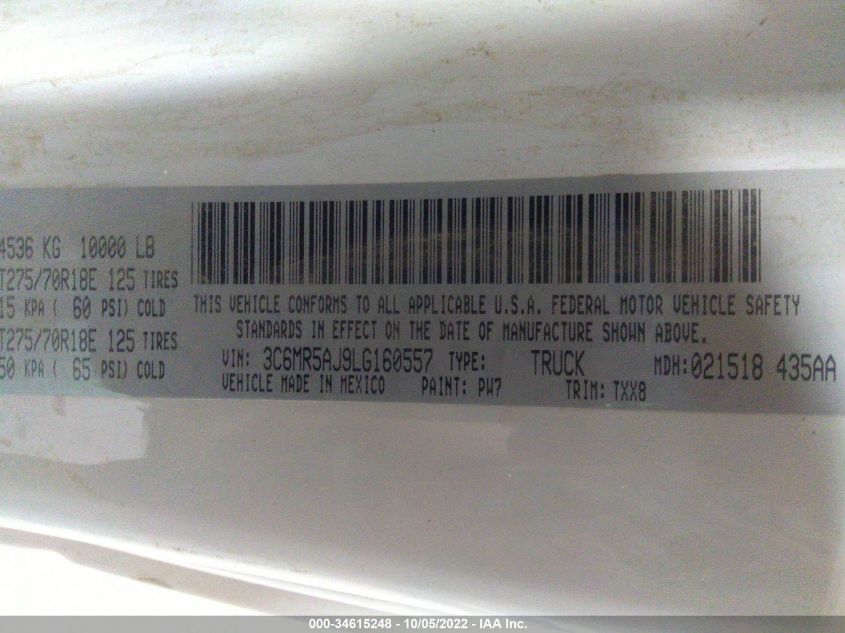 4536 KG 10000 LB
T275/70R18E 125 TIRES
15 KPA ( 60 PSI) COLD
T275/70R18E 125 TIRES
50 KPA ( 65 PSI) COLD
THIS VEHICLE CONFORMS TO ALL APPLICABLE U.S.A. FEDERAL MOTOR VEHICLE SAFETY
STANDARDS IN EFFECT ON THE DATE OF MANUFACTURE SHOWN ABOVE.
VIN: 3C6MR5AJ9LG160557 TYPE: TRUCK MDH:021518 435AA
VEHICLE MADE IN MEXICO PAINT: PW7 TRIM: TXX8
000-34615248 - 10/05/2022 - IAA Inc.